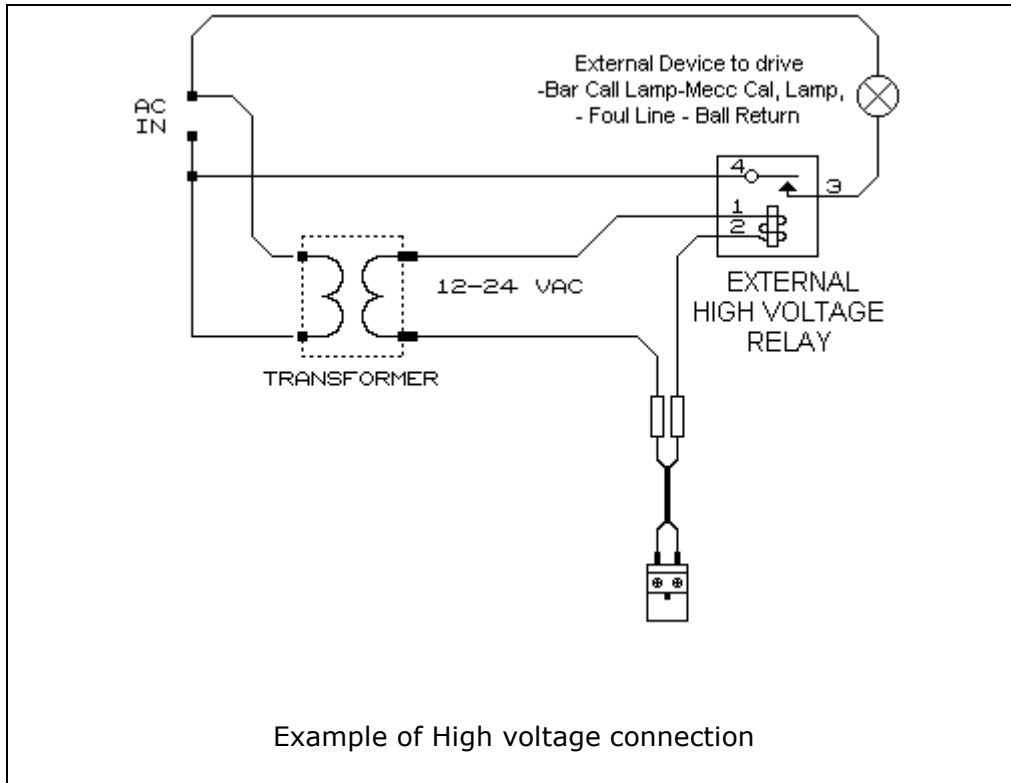 External Device to drive
-Bar Call Lamp-Mecc Cal, Lamp,
- Foul Line - Ball Return
AC
IN
4
3
1
2
12-24 VAC
EXTERNAL
HIGH VOLTAGE
RELAY
TRANSFORMER
Example of High voltage connection